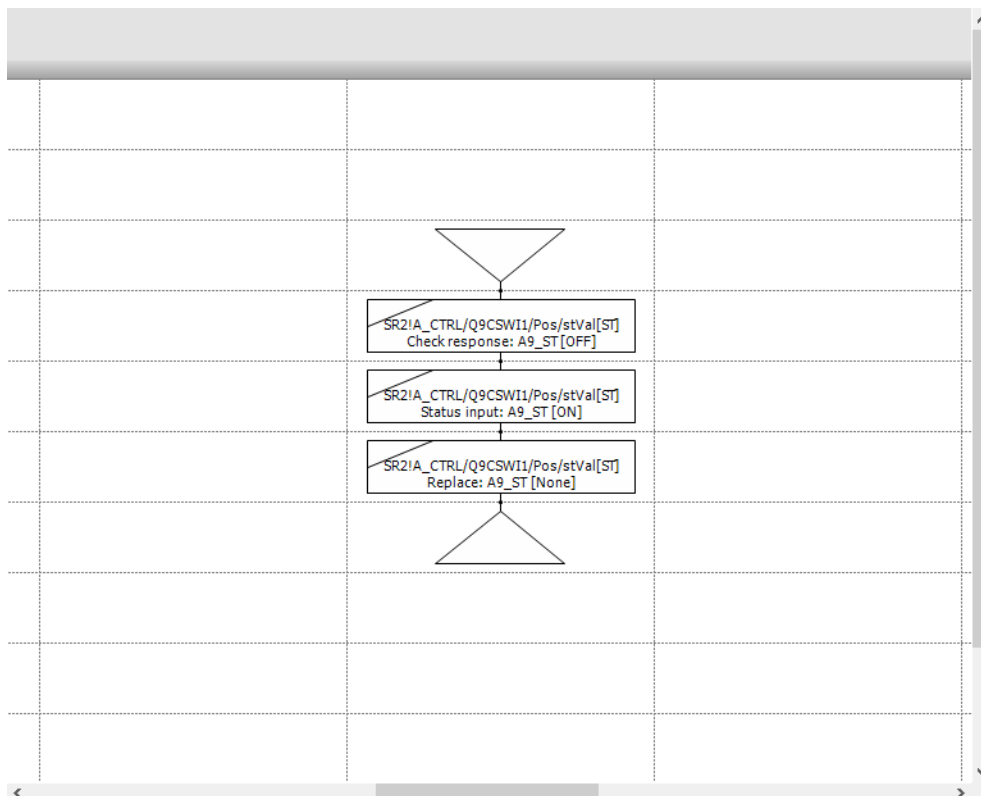 SR2!A_CTRL/Q9CSWI1/Pos/stVal[ST]
Check response: A9_ST [OFF]
SR2!A_CTRL/Q9CSWI1/Pos/stVal[ST]
Status input: A9_ST [ON]
SR2!A_CTRL/Q9CSWI1/Pos/stVal[ST]
Replace: A9_ST [None]